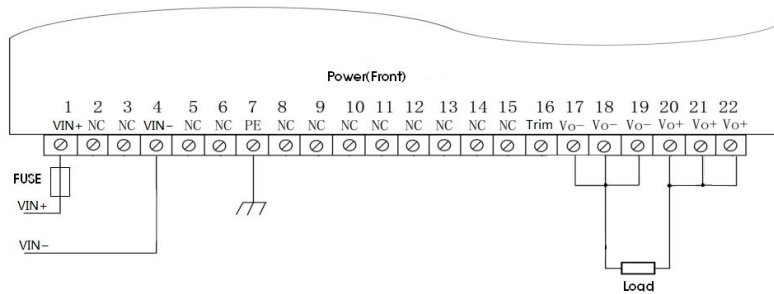 Power(Front)
1 2 3 4 5 6 7 8 9 10 11 12 13 14 15 16 17 18 19 20 21 22
VIN+ NC NC VIN- NC NC PE NC NC NC NC NC NC NC NC Trim Vo- Vo- Vo- Vo+ Vo+ Vo+
FUSE
VIN+
VIN-
Load